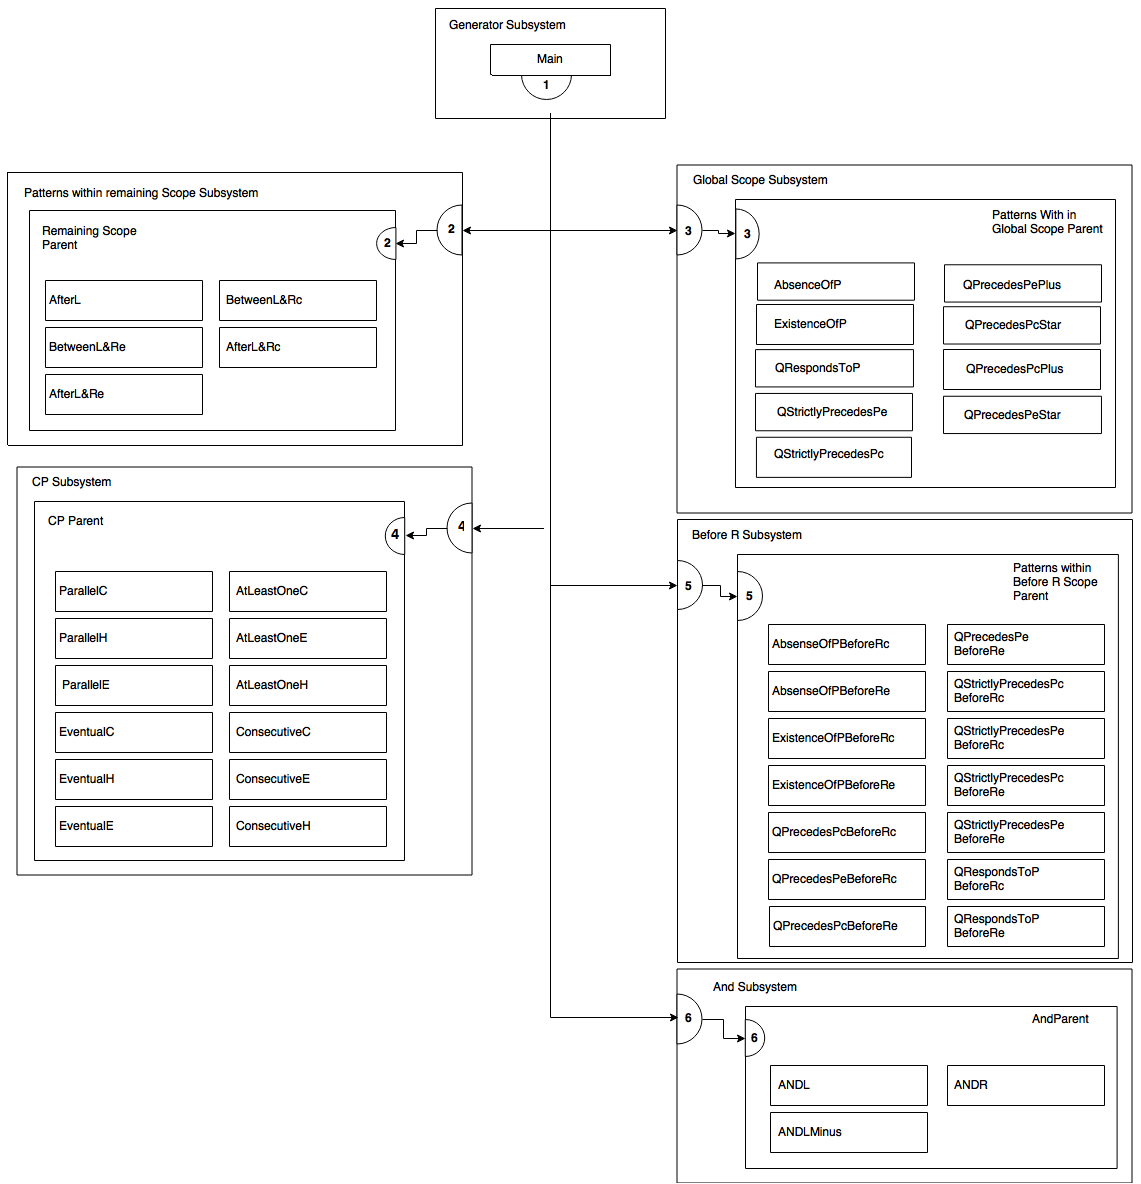 Generator Subsystem
Main
1
Patterns within remaining Scope Subsystem
Remaining Scope
Parent
2
2
AfterL
BetweenL&Rc
BetweenL&Re
AfterL&Rc
AfterL&Re
Global Scope Subsystem
3
3
Patterns With in
Global Scope Parent
AbsenceOfP
QPrecedesPePlus
ExistenceOfP
QPrecedesPcStar
QRespondsToP
QPrecedesPcPlus
QStrictlyPrecedesPe
QPrecedesPeStar
QStrictlyPrecedesPc
CP Subsystem
CP Parent
4
4
ParallelC
AtLeastOneC
ParallelH
AtLeastOneE
ParallelE
AtLeastOneH
EventualC
ConsecutiveC
EventualH
ConsecutiveE
EventualE
ConsecutiveH
Before R Subsystem
5
5
Patterns within
Before R Scope
Parent
AbsenseOfPBeforeRc
QPrecedesPe
BeforeRe
AbsenseOfPBeforeRe
QStrictlyPrecedesPc
BeforeRc
ExistenceOfPBeforeRc
QStrictlyPrecedesPe
BeforeRc
ExistenceOfPBeforeRe
QStrictlyPrecedesPc
BeforeRe
QPrecedesPcBeforeRc
QStrictlyPrecedesPe
BeforeRe
QPrecedesPeBeforeRc
QRespondsToP
BeforeRc
QPrecedesPcBeforeRe
QRespondsToP
BeforeRe
And Subsystem
6
6
AndParent
ANDL
ANDR
ANDLMinus